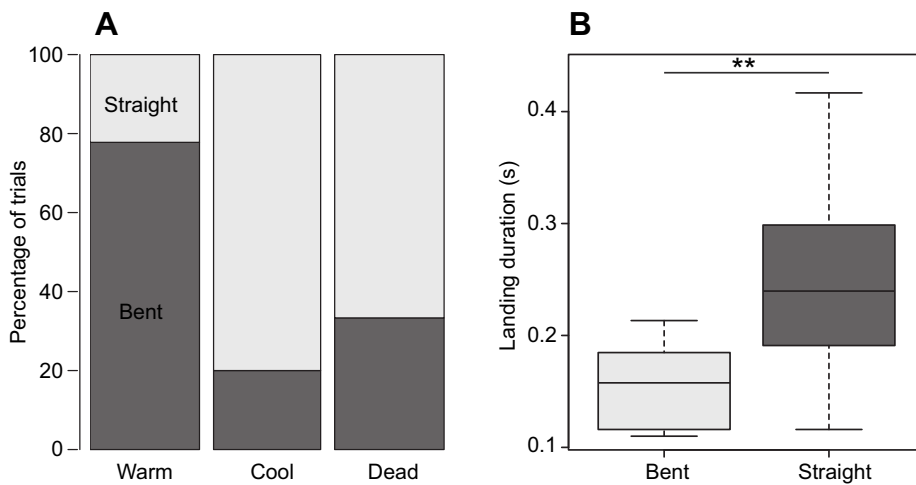 A
Percentage of trials
100
80
60
40
20
0
Straight
Bent
Warm Cool Dead
B
Landing duration (s)
0.4
0.3
0.2
0.1
**
Bent Straight